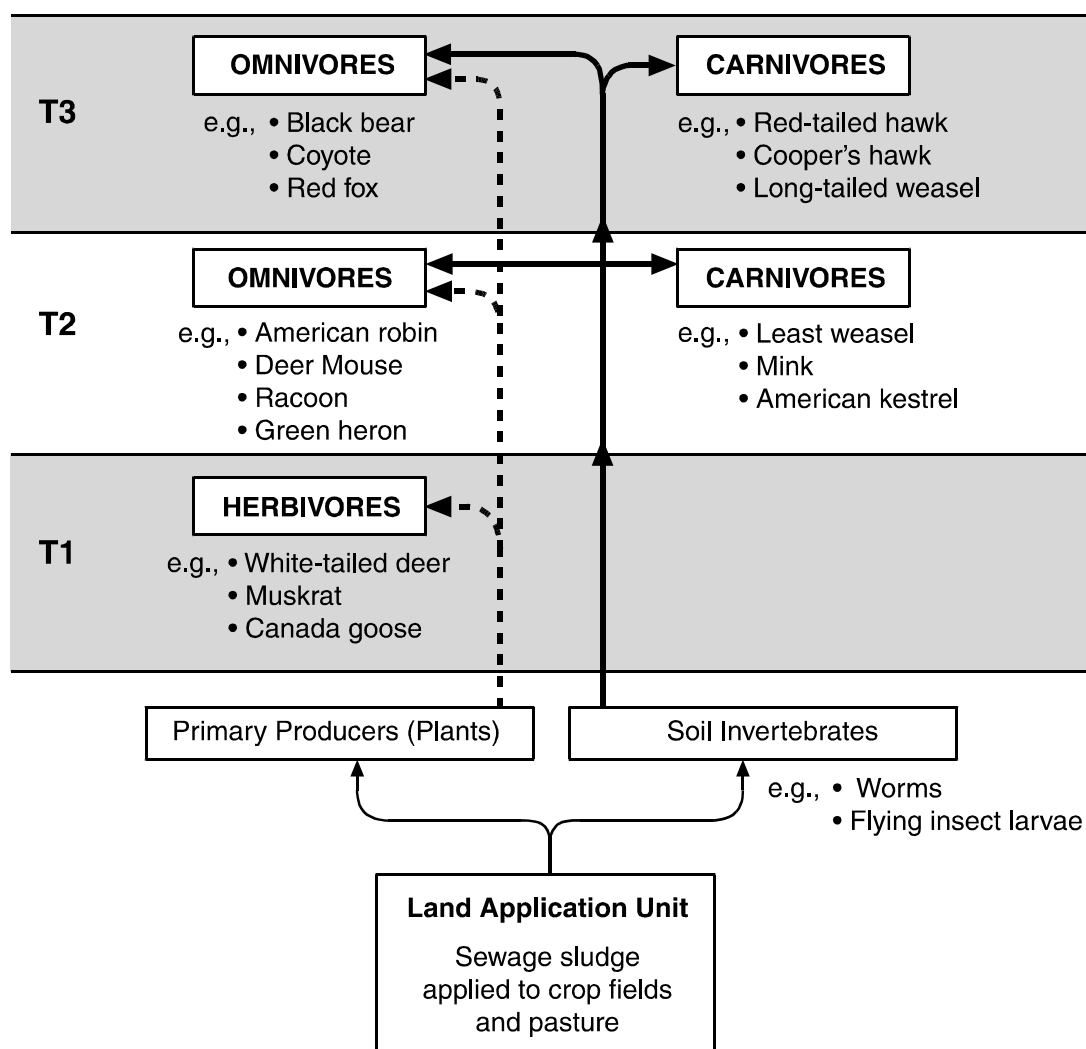 T3
OMNIVORES
e.g., • Black bear
• Coyote
• Red fox
CARNIVORES
e.g., • Red-tailed hawk
• Cooper's hawk
• Long-tailed weasel
T2
OMNIVORES
e.g., • American robin
• Deer Mouse
• Racoon
• Green heron
CARNIVORES
e.g., • Least weasel
• Mink
• American kestrel
T1
HERBIVORES
e.g., • White-tailed deer
• Muskrat
• Canada goose
Primary Producers (Plants)
Soil Invertebrates
e.g., • Worms
• Flying insect larvae
Land Application Unit
Sewage sludge
applied to crop fields
and pasture